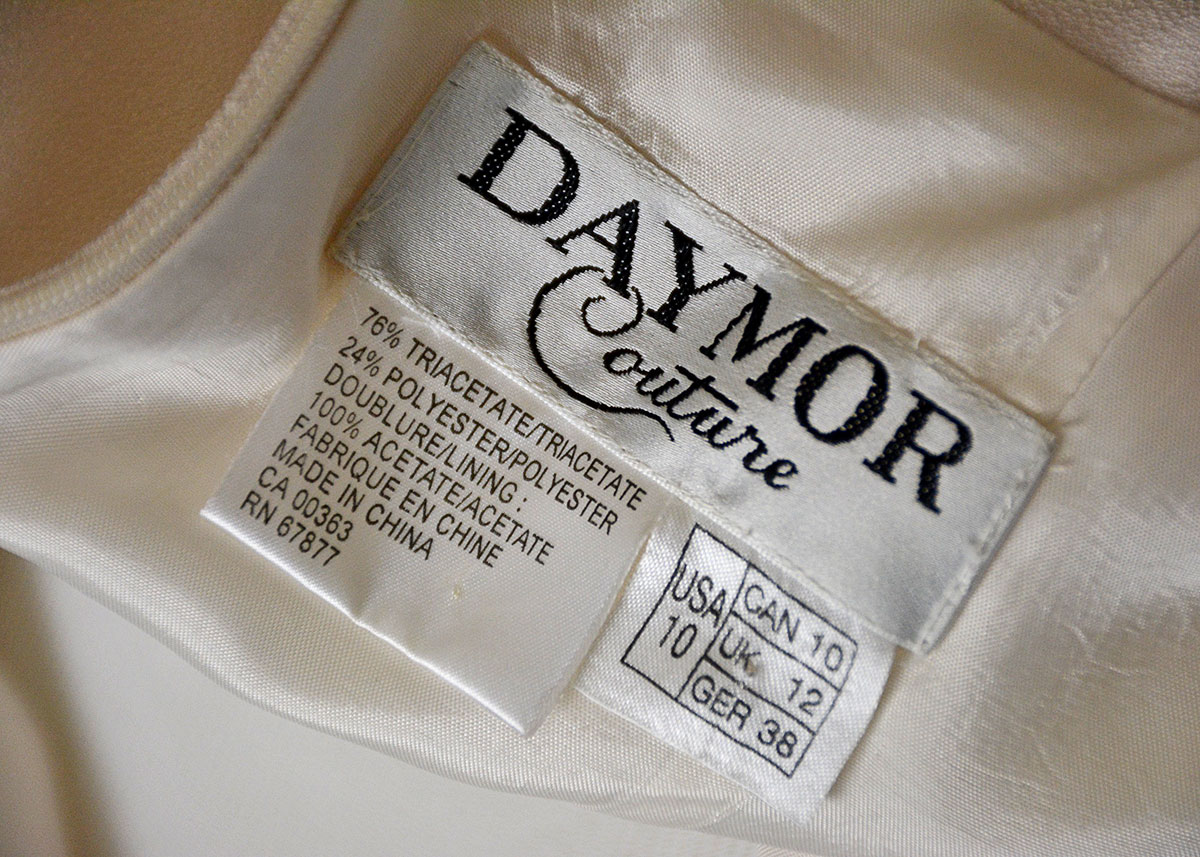 DAYMOR
Couture
76% TRIACETATE/TRIACETATE
24% POLYESTER/POLYESTER
DOUBLURE/LINING :
100% ACETATE/ACETATE
FABRIQUE EN CHINE
MADE IN CHINA
CA 00363
RN 67877
USA
10
CAN 10
UK 12
GER 38